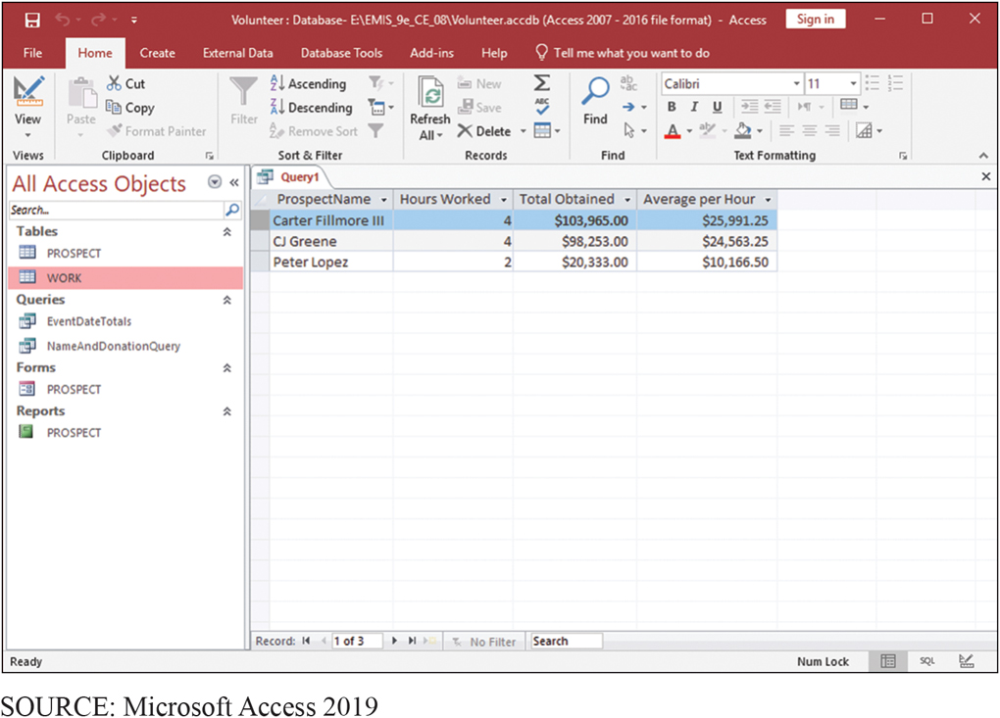 Volunteer : Database- E:\EMIS_9e_CE_08\Volunteer.accdb (Access 2007 - 2016 file format) - Access Sign in
File Home Create External Data Database Tools Add-ins Help Tell me what you want to do
View
Views
Paste
Cut
Copy
Format Painter
Clipboard
Filter
Ascending
Descending
Remove Sort
Sort & Filter
Refresh
All
New
Save
Delete
Records
Find
Find
Calibri 11
B I U
Text Formatting
All Access Objects
Search...
Tables
PROSPECT
WORK
Queries
EventDateTotals
NameAndDonationQuery
Forms
PROSPECT
Reports
PROSPECT
Query1
ProspectName Hours Worked Total Obtained Average per Hour
Carter Fillmore III 4 $103,965.00 $25,991.25
CJ Greene 4 $98,253.00 $24,563.25
Peter Lopez 2 $20,333.00 $10,166.50
Record: 1 of 3 No Filter Search
Ready Num Lock SQL
SOURCE: Microsoft Access 2019